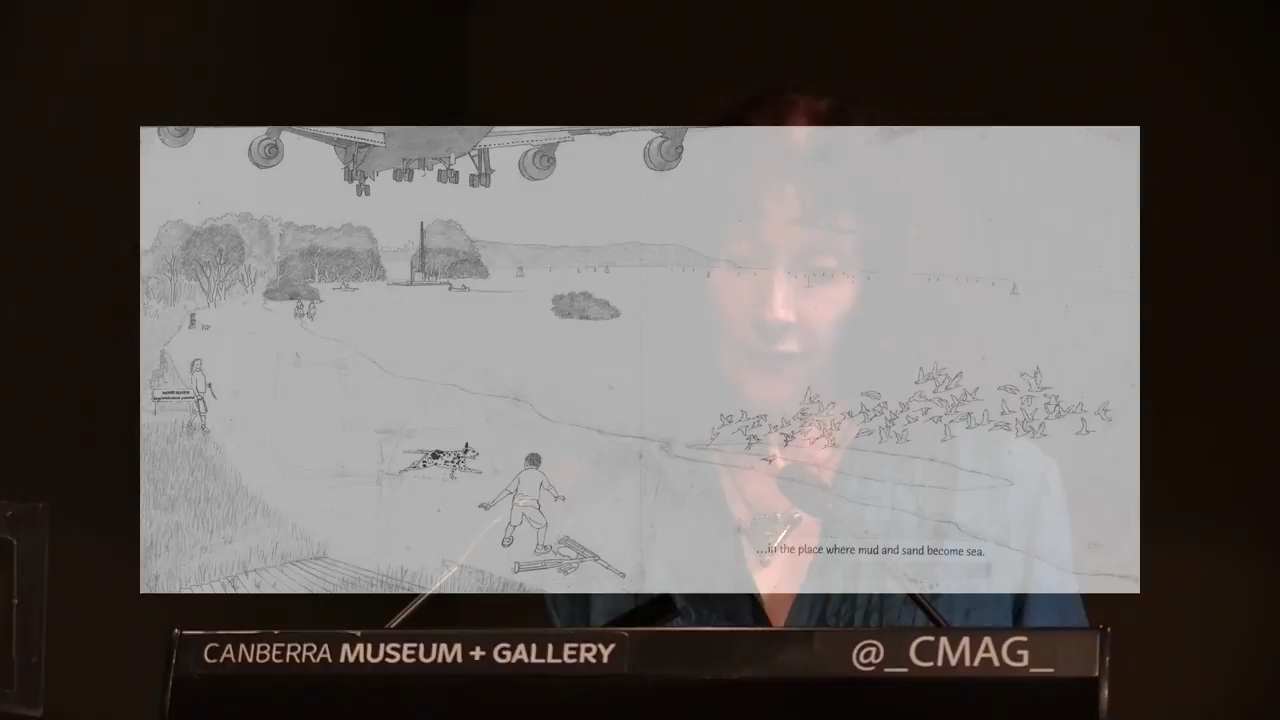 ...in the place where mud and sand become sea.
CANBERRA MUSEUM + GALLERY
@_CMAG_